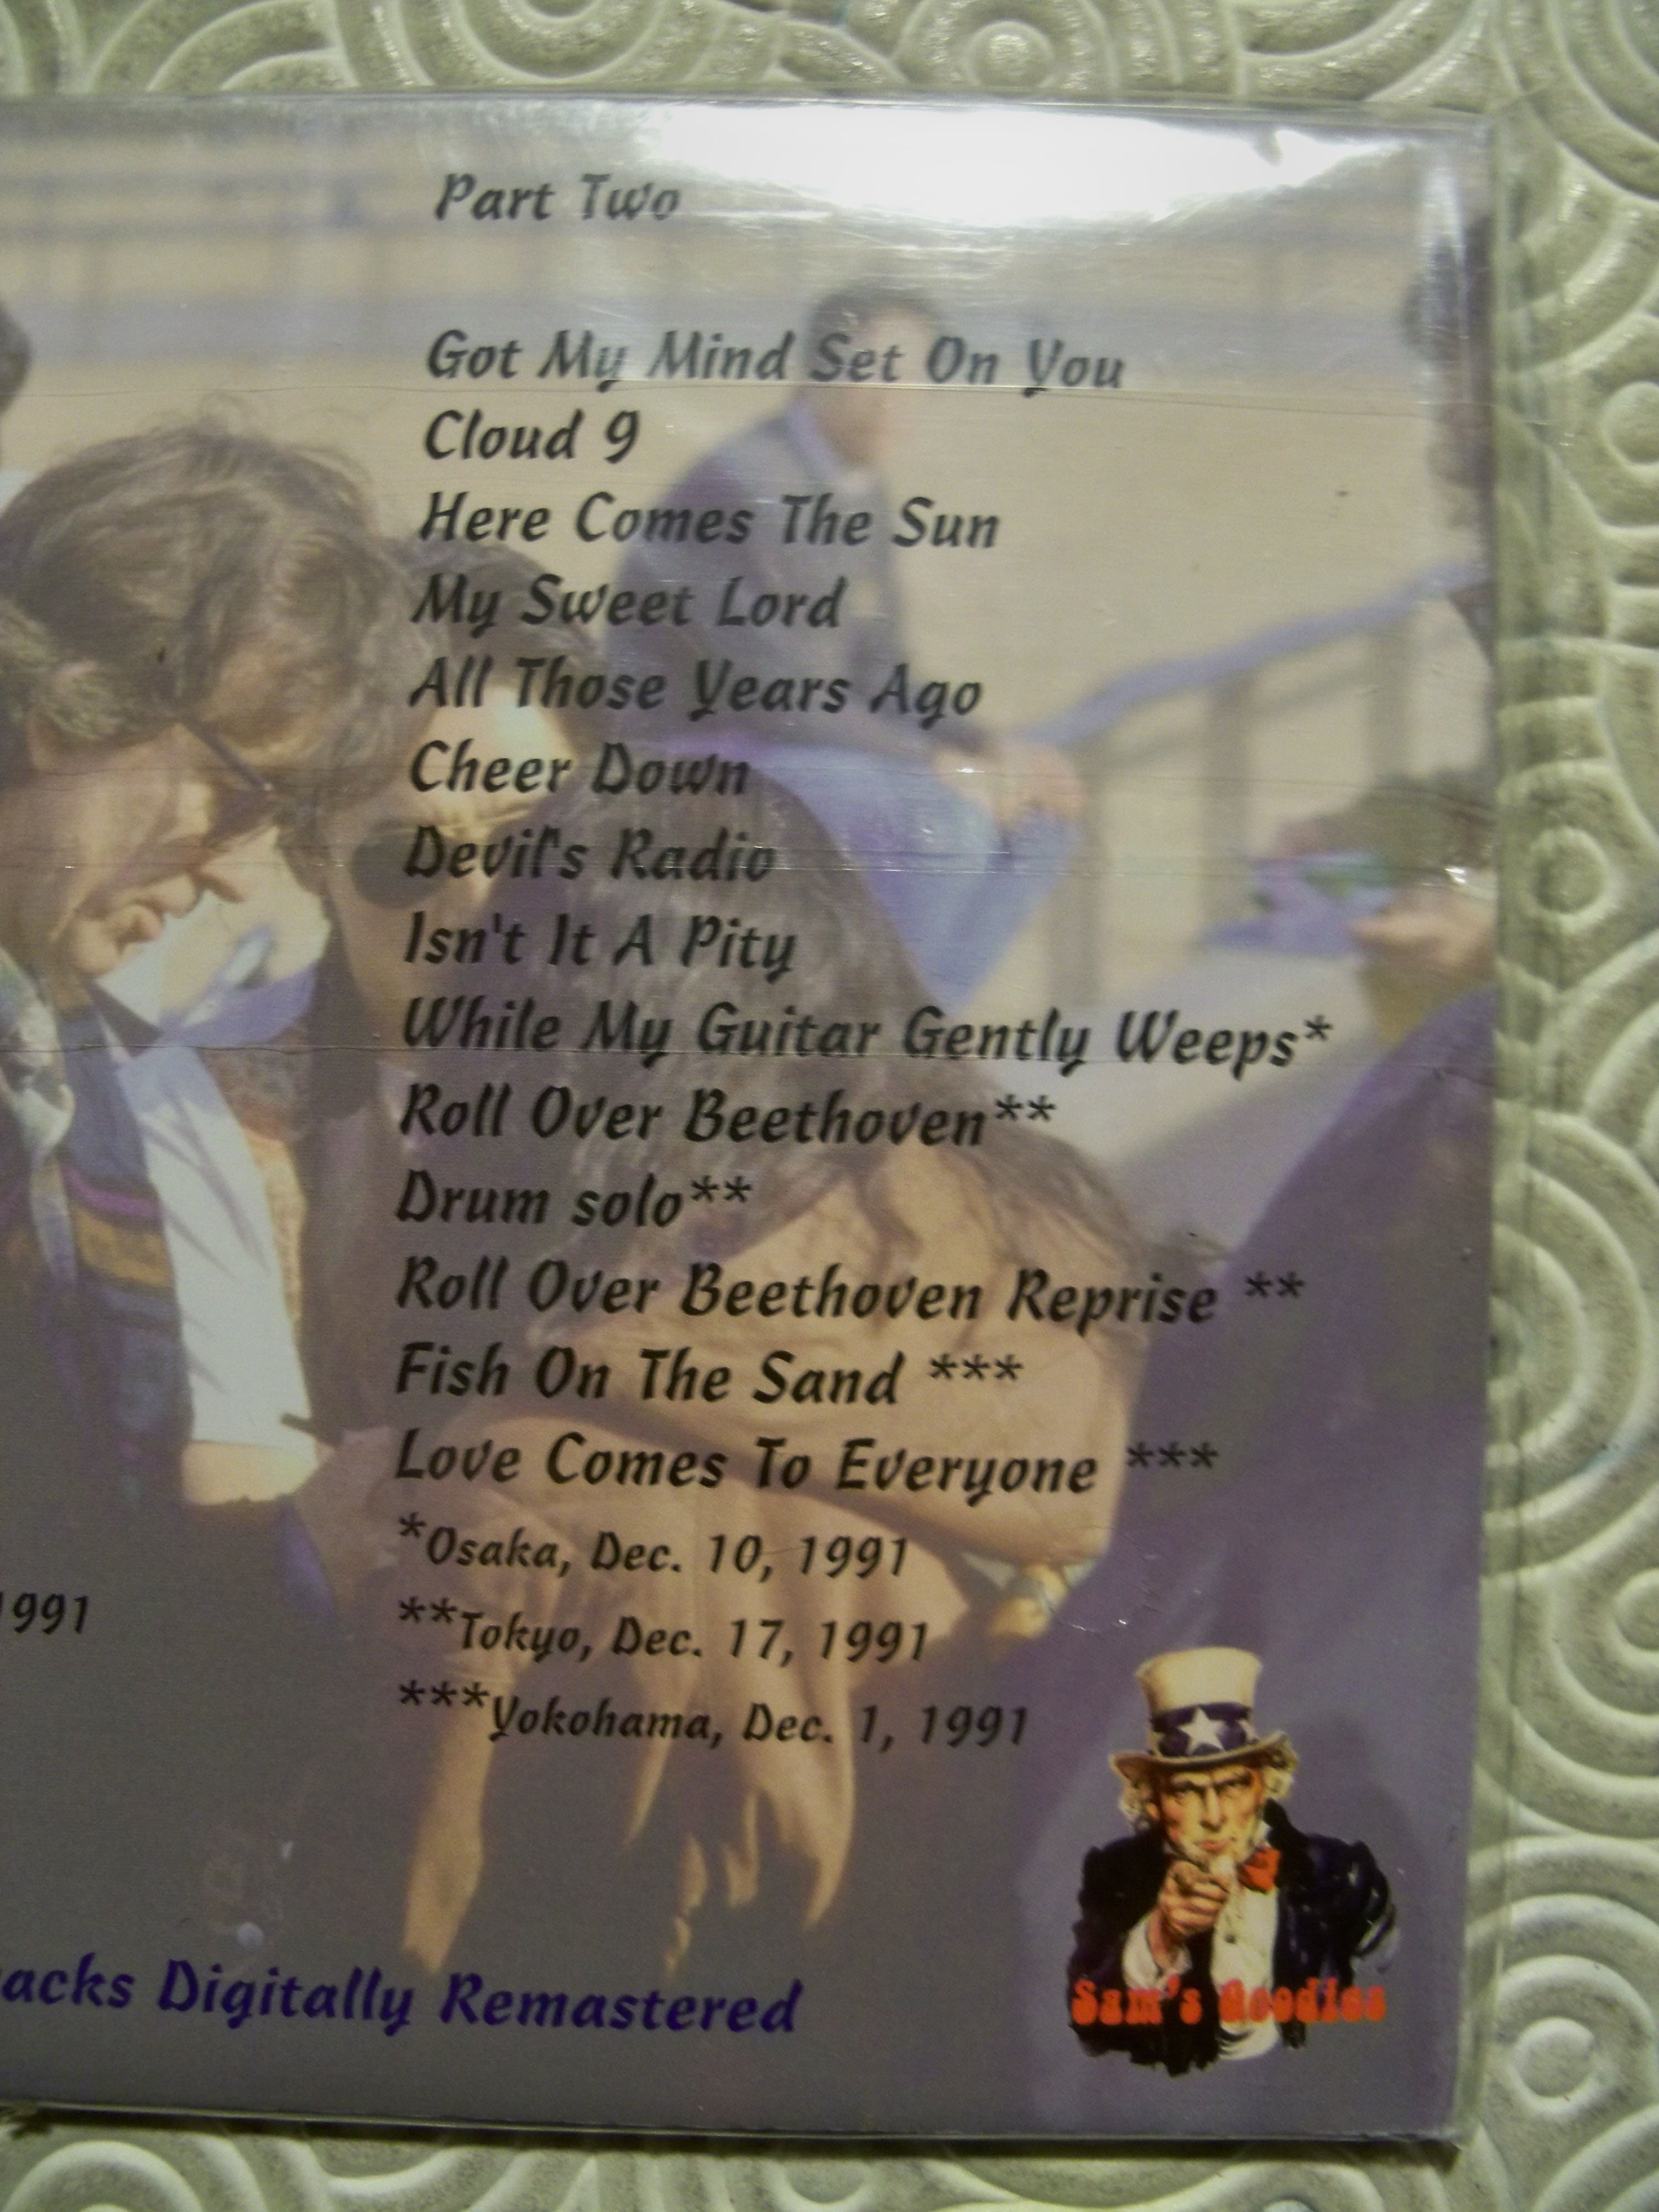 Part Two
Got My Mind Set On You
Cloud 9
Here Comes The Sun
My Sweet Lord
All Those Years Ago
Cheer Down
Devil's Radio
Isn't It A Pity
While My Guitar Gently Weeps*
Roll Over Beethoven**
Drum solo**
Roll Over Beethoven Reprise **
Fish On The Sand ***
Love Comes To Everyone ***
*Osaka, Dec. 10, 1991
1991
**Tokyo, Dec. 17, 1991
***Yokohama, Dec. 1, 1991
acks Digitally Remastered
Sam's Goodies